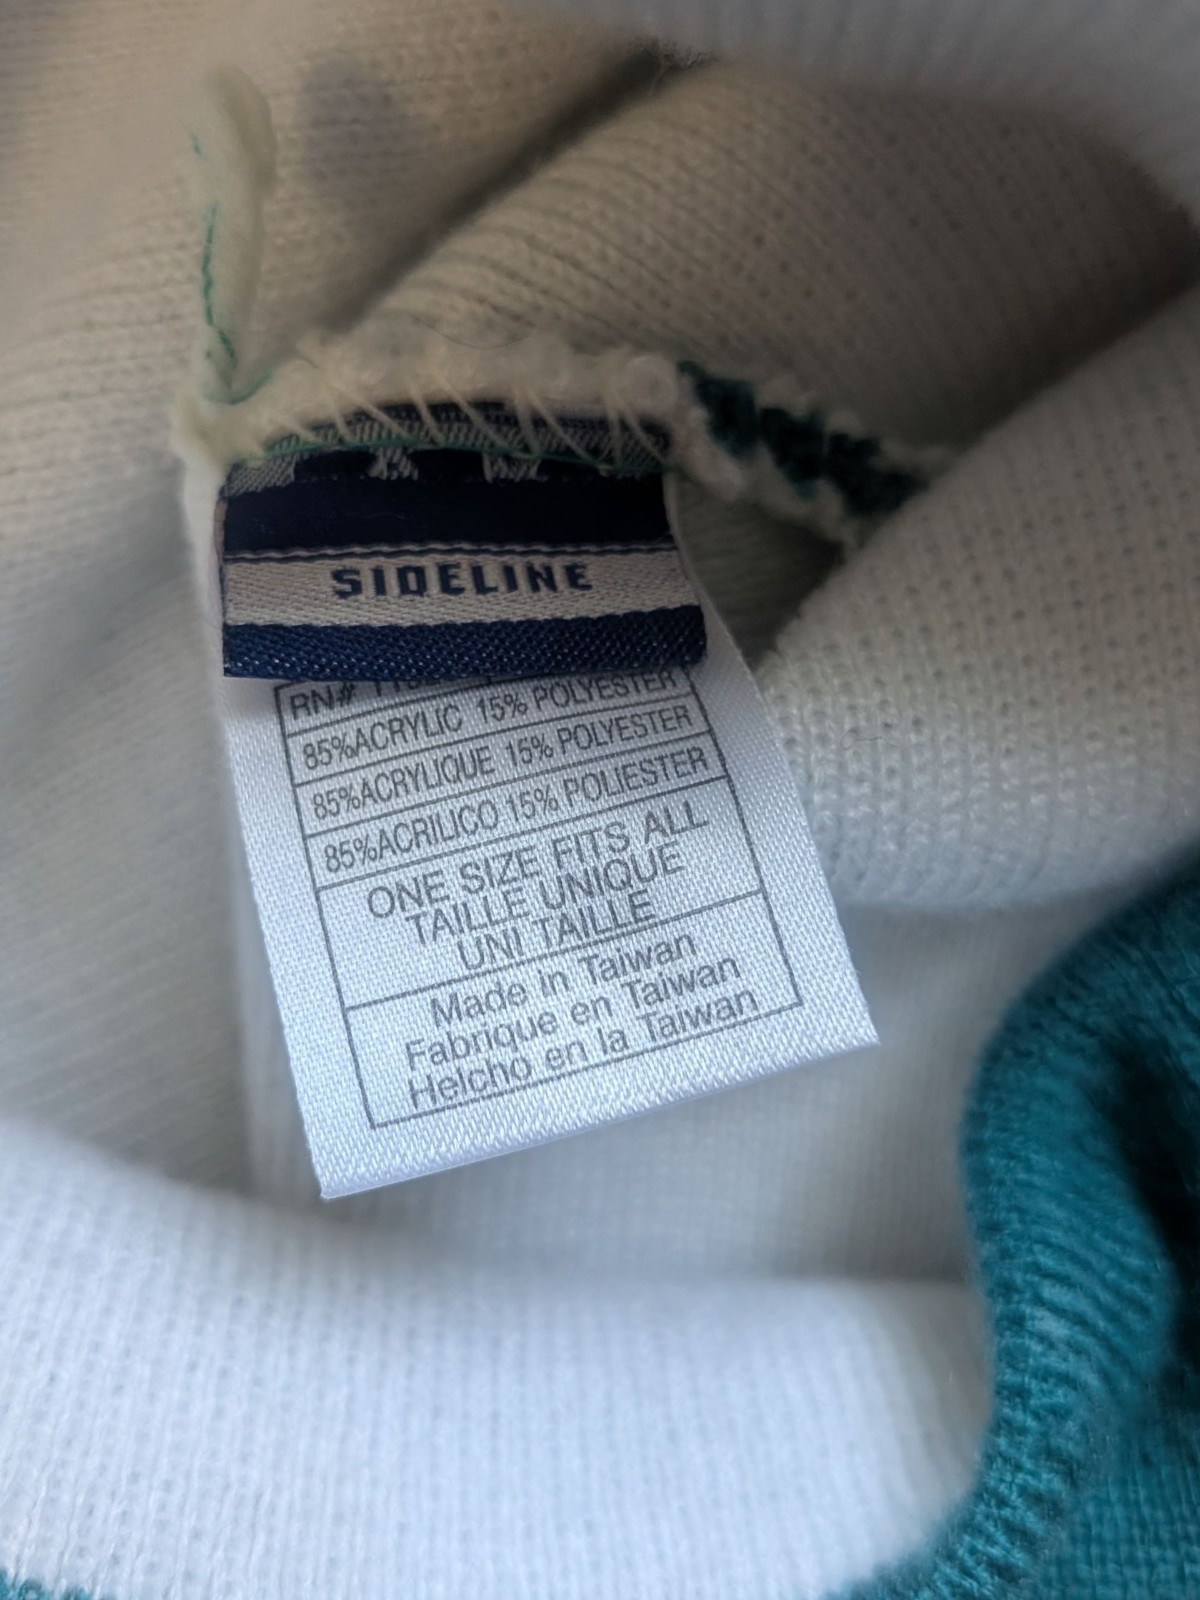 SIDELINE
RN#
85%ACRYLIC 15% POLYESTER
85%ACRYLIQUE 15% POLYESTER
85%ACRILICO 15% POLIESTER
ONE SIZE FITS ALL
TAILLE UNIQUE
UNI TAILLE
Made in Taiwan
Fabrique en Taiwan
Helcho en la Taiwan